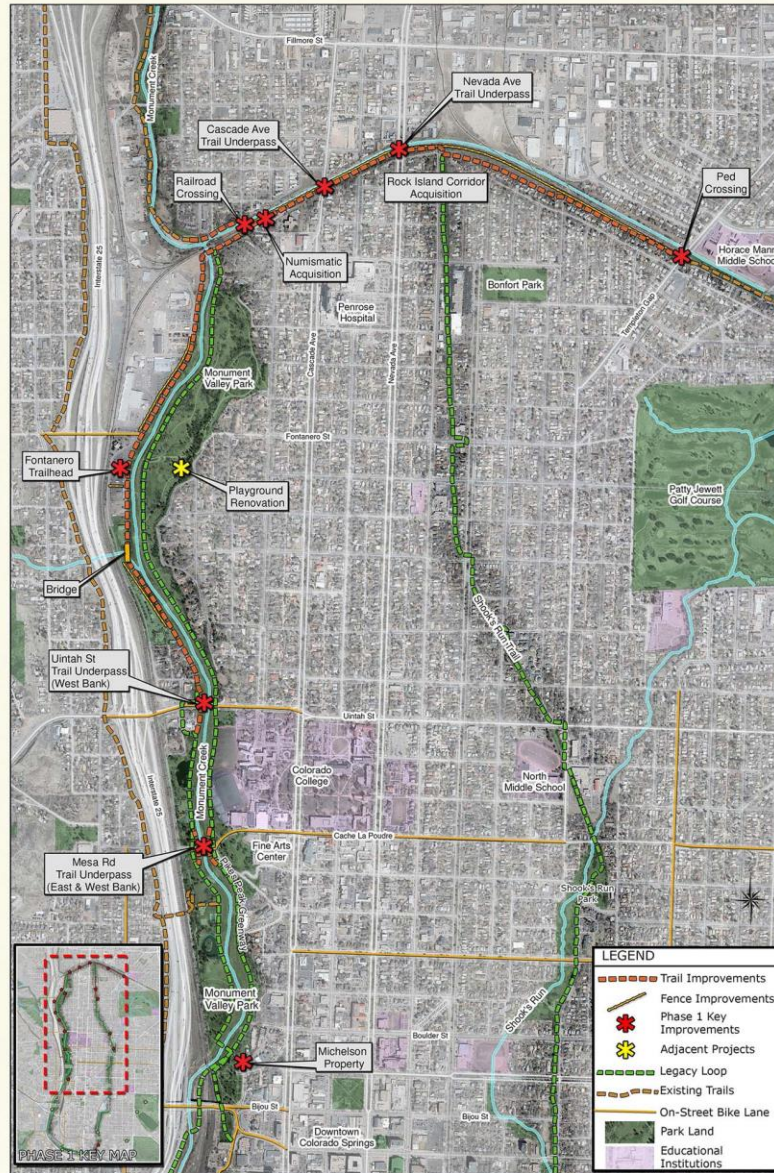 Fillmore St
Monument Creek
Nevada Ave
Trail Underpass
Cascade Ave
Trail Underpass
Railroad
Crossing
Rock Island Corridor
Acquisition
Ped
Crossing
Numismatic
Acquisition
Horace Mann
Middle School
Interstate 25
Bonfort Park
Templeton Gap
Penrose
Hospital
Cascade Ave
Nevada Ave
Monument
Valley Park
Fontanero St
Fontanero
Trailhead
Playground
Renovation
Patty Jewett
Golf Course
Bridge
Shook's Run Trail
Uintah St
Trail Underpass
(West Bank)
Uintah St
Monument Creek
Colorado
College
North
Middle School
Interstate 25
Cache La Poudre
Mesa Rd
Trail Underpass
(East & West Bank)
Fine Arts
Center
Pikes Peak Greenway
Shook's Run
Park
Monument
Valley Park
Shook's Run
Boulder St
Michelson
Property
Bijou St
Bijou St
Downtown
Colorado Springs
PHASE 1 KEY MAP
LEGEND
Trail Improvements
Fence Improvements
Phase 1 Key
Improvements
Adjacent Projects
Legacy Loop
Existing Trails
On-Street Bike Lane
Park Land
Educational
Institutions